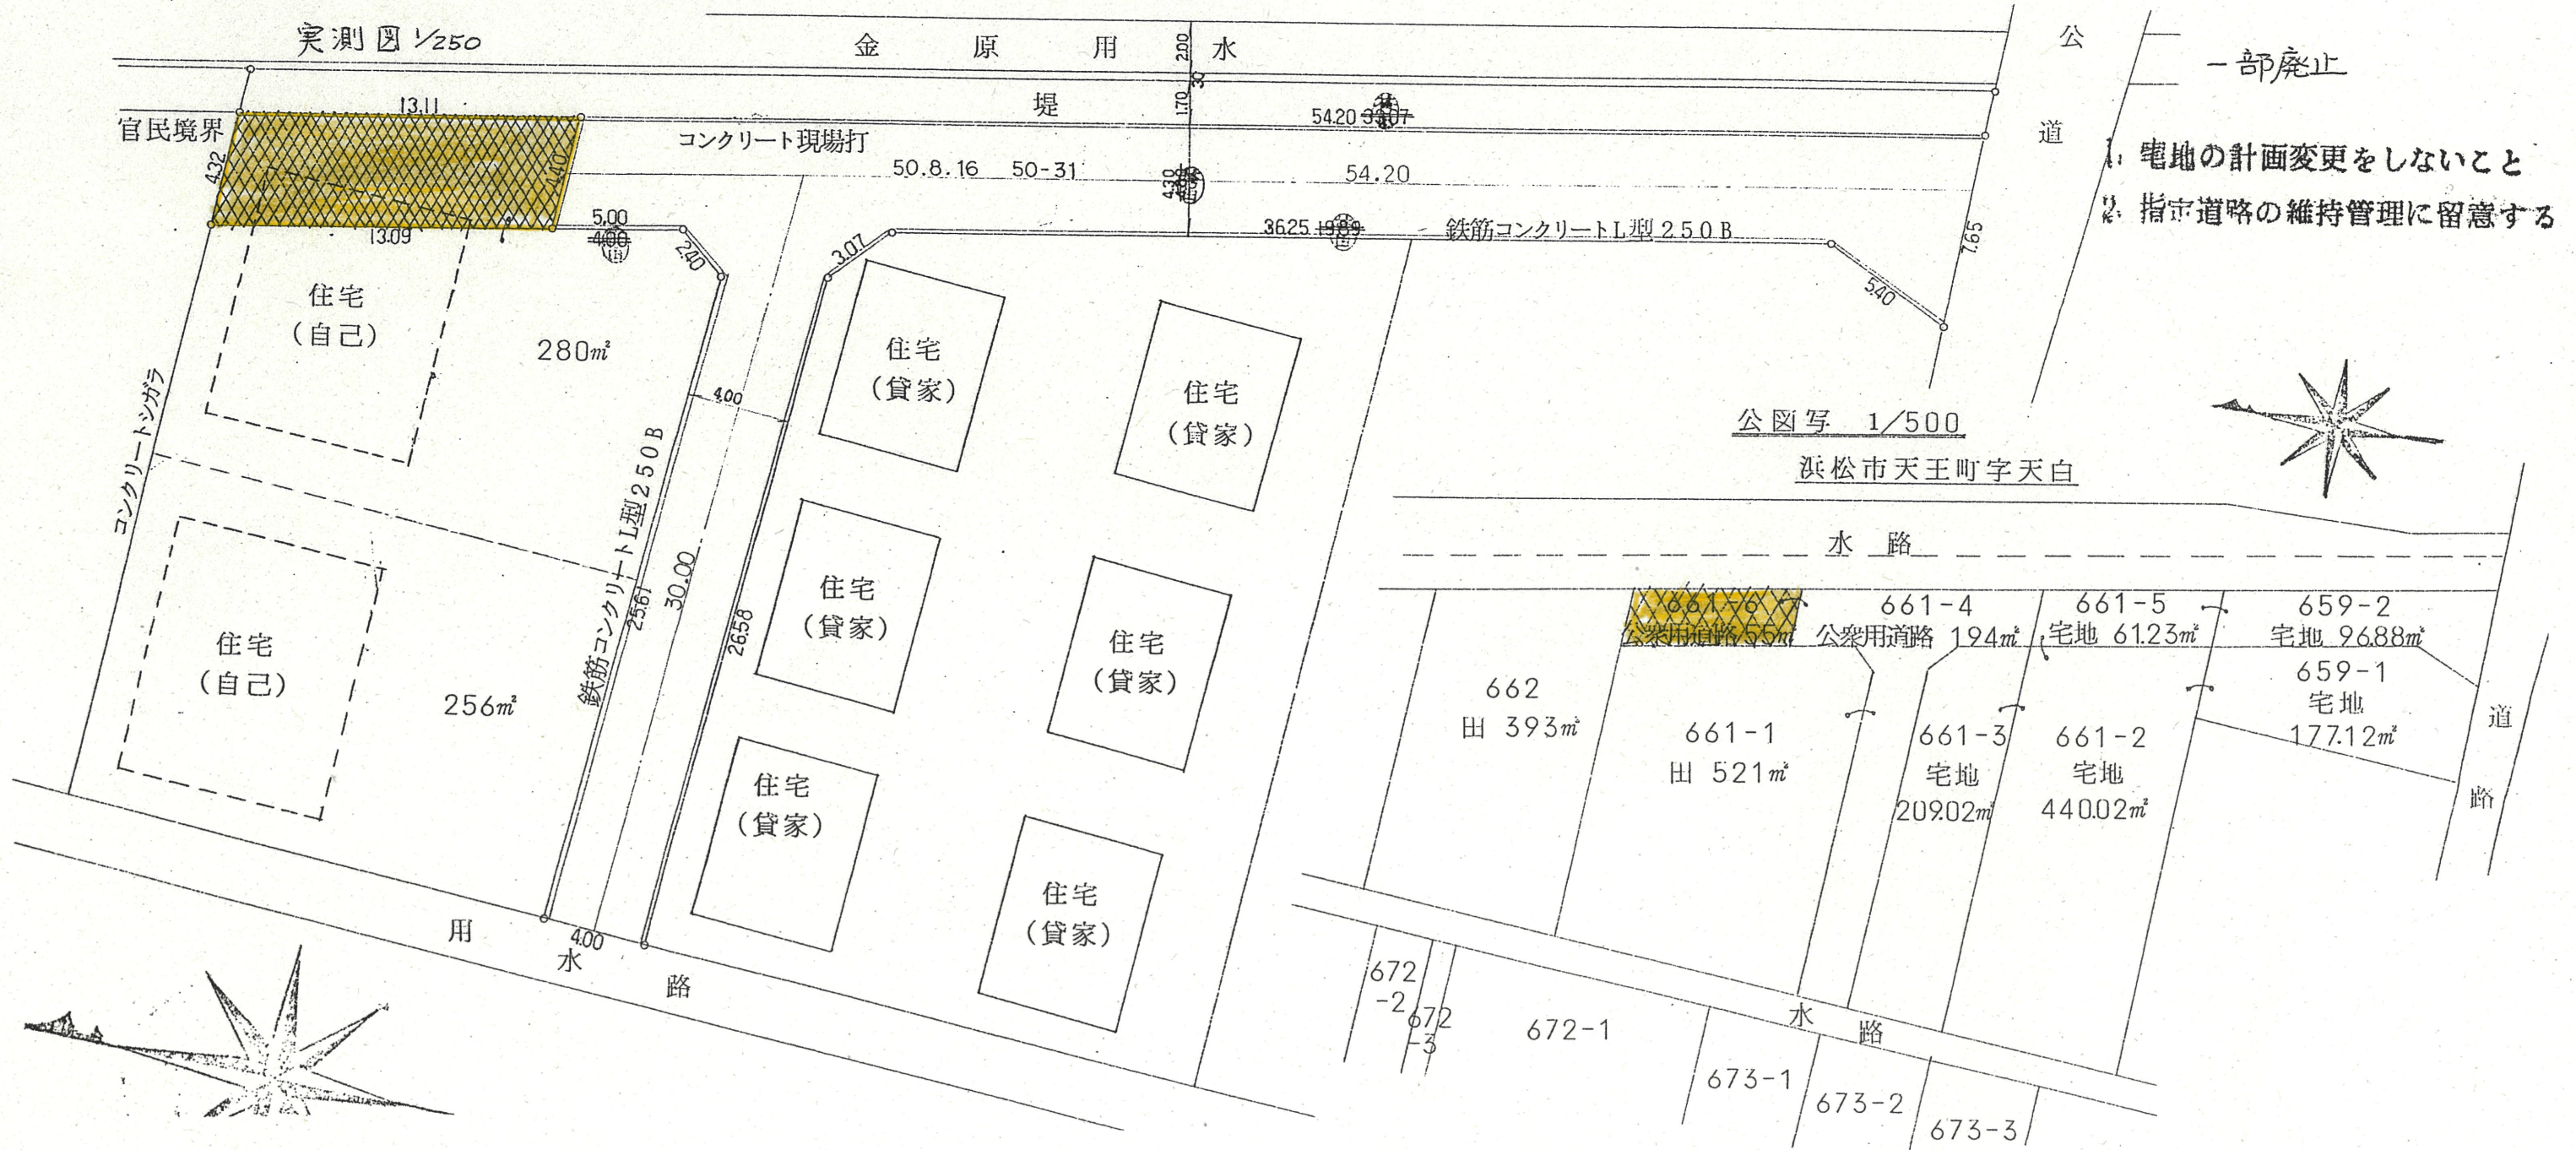 実測図 1/250
金原用水
2.00
30
公道
一部廃止
13.11
堤
1.70
54.20 33.07
官民境界
コンクリート現場打
1. 宅地の計画変更をしないこと
4.32
4.40
50.8.16 50-31
4.30
54.20
2. 指定道路の維持管理に留意する
13.09
5.00
4.00
2.40
3.07
36.25 19.89
鉄筋コンクリートL型250B
7.65
5.40
住宅
(自己)
280㎡
住宅
(貸家)
住宅
(貸家)
4.00
コンクリートシガラ
鉄筋コンクリートL型250B
25.61
30.00
26.58
住宅
(貸家)
住宅
(貸家)
住宅
(自己)
256㎡
住宅
(貸家)
住宅
(貸家)
4.00
用水路
公図写 1/500
浜松市天王町字天白
水路
661-6
公衆用道路 55㎡
661-4
公衆用道路 194㎡
661-5
宅地 61.23㎡
659-2
宅地 96.88㎡
659-1
宅地
177.12㎡
662
田 393㎡
661-1
田 521㎡
661-3
宅地
209.02㎡
661-2
宅地
440.02㎡
道路
水路
672
-2
672
-3
672-1
673-1
673-2
673-3